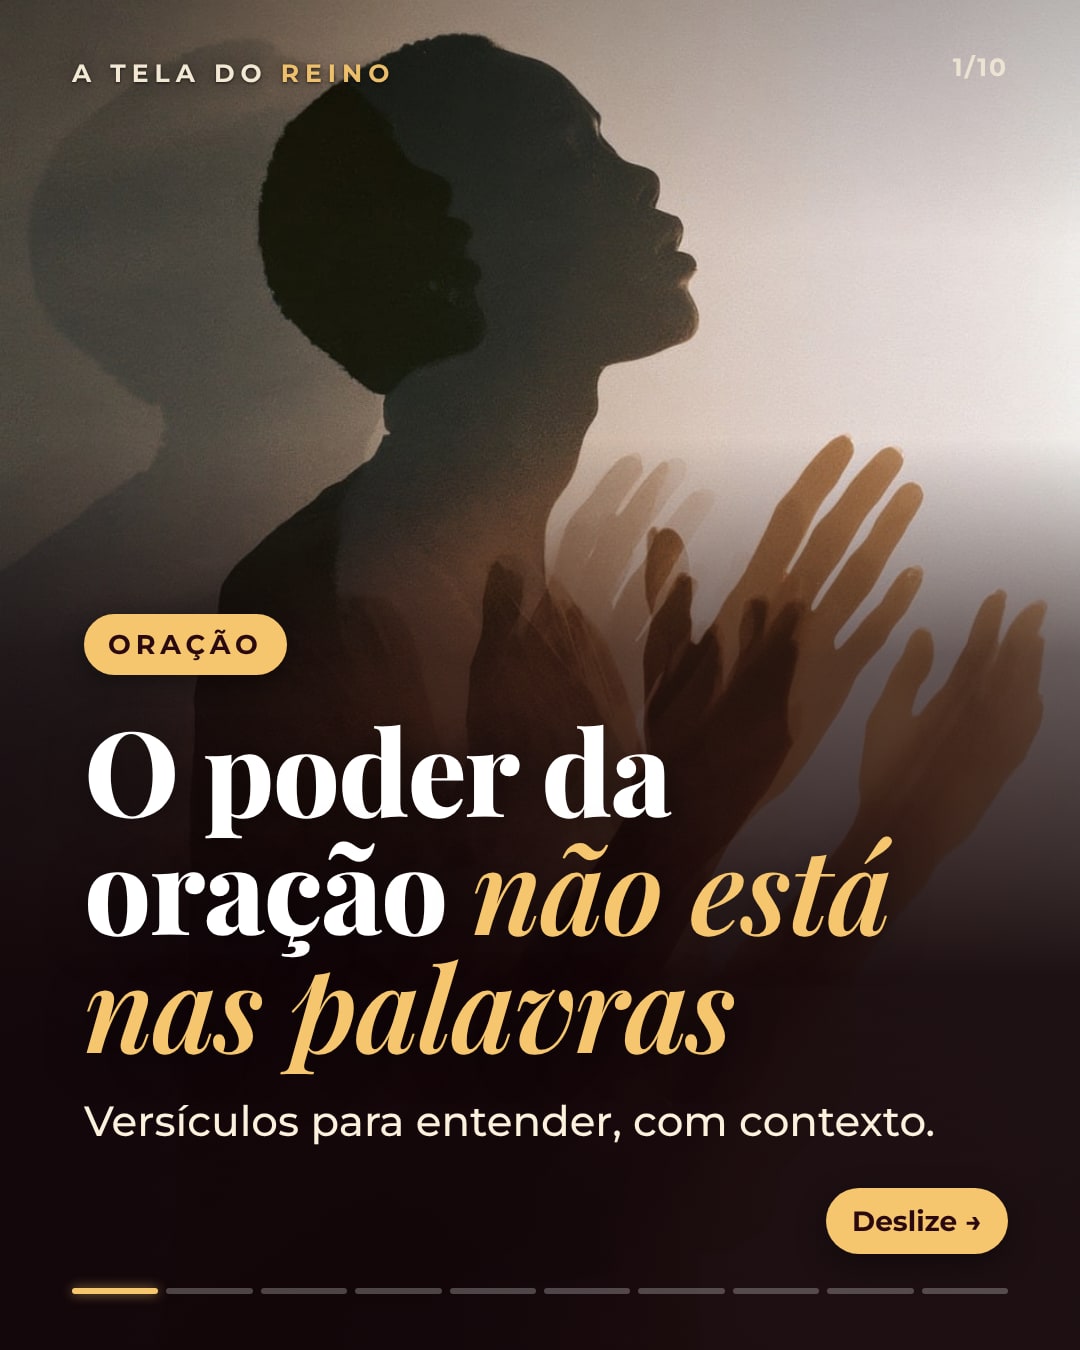 A TELA DO REINO
1/10
ORAÇÃO
O poder da
oração não está
nas palavras
Versículos para entender, com contexto.
Deslize →